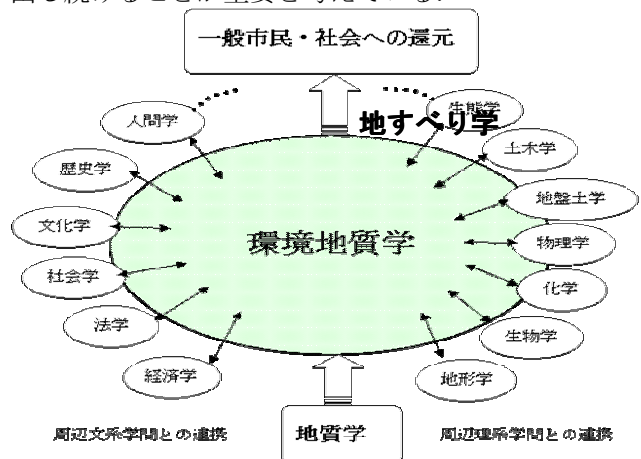 一般市民・社会への還元
生態学
人間学
地すべり学
土木学
歴史学
地盤土学
文化学
環境地質学
物理学
社会学
化学
法学
生物学
経済学
地形学
周辺文系学問との連携
地質学
周辺理系学問との連携